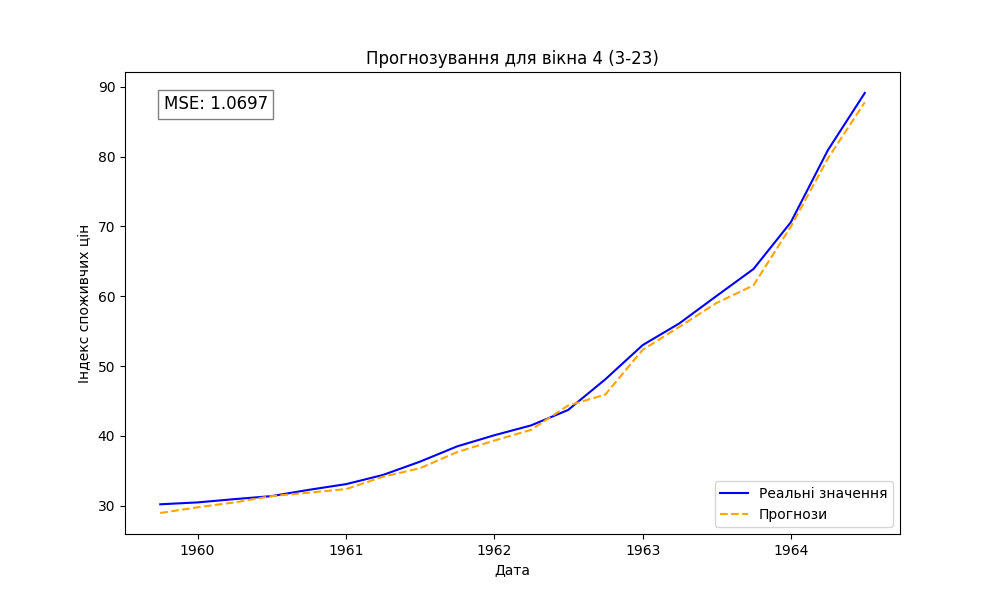 Прогнозування для вікна 4 (3-23)
MSE: 1.0697
90
80
70
60
50
40
30
Індекс споживчих цін
1960
1961
1962
1963
1964
Дата
Реальні значення
Прогнози